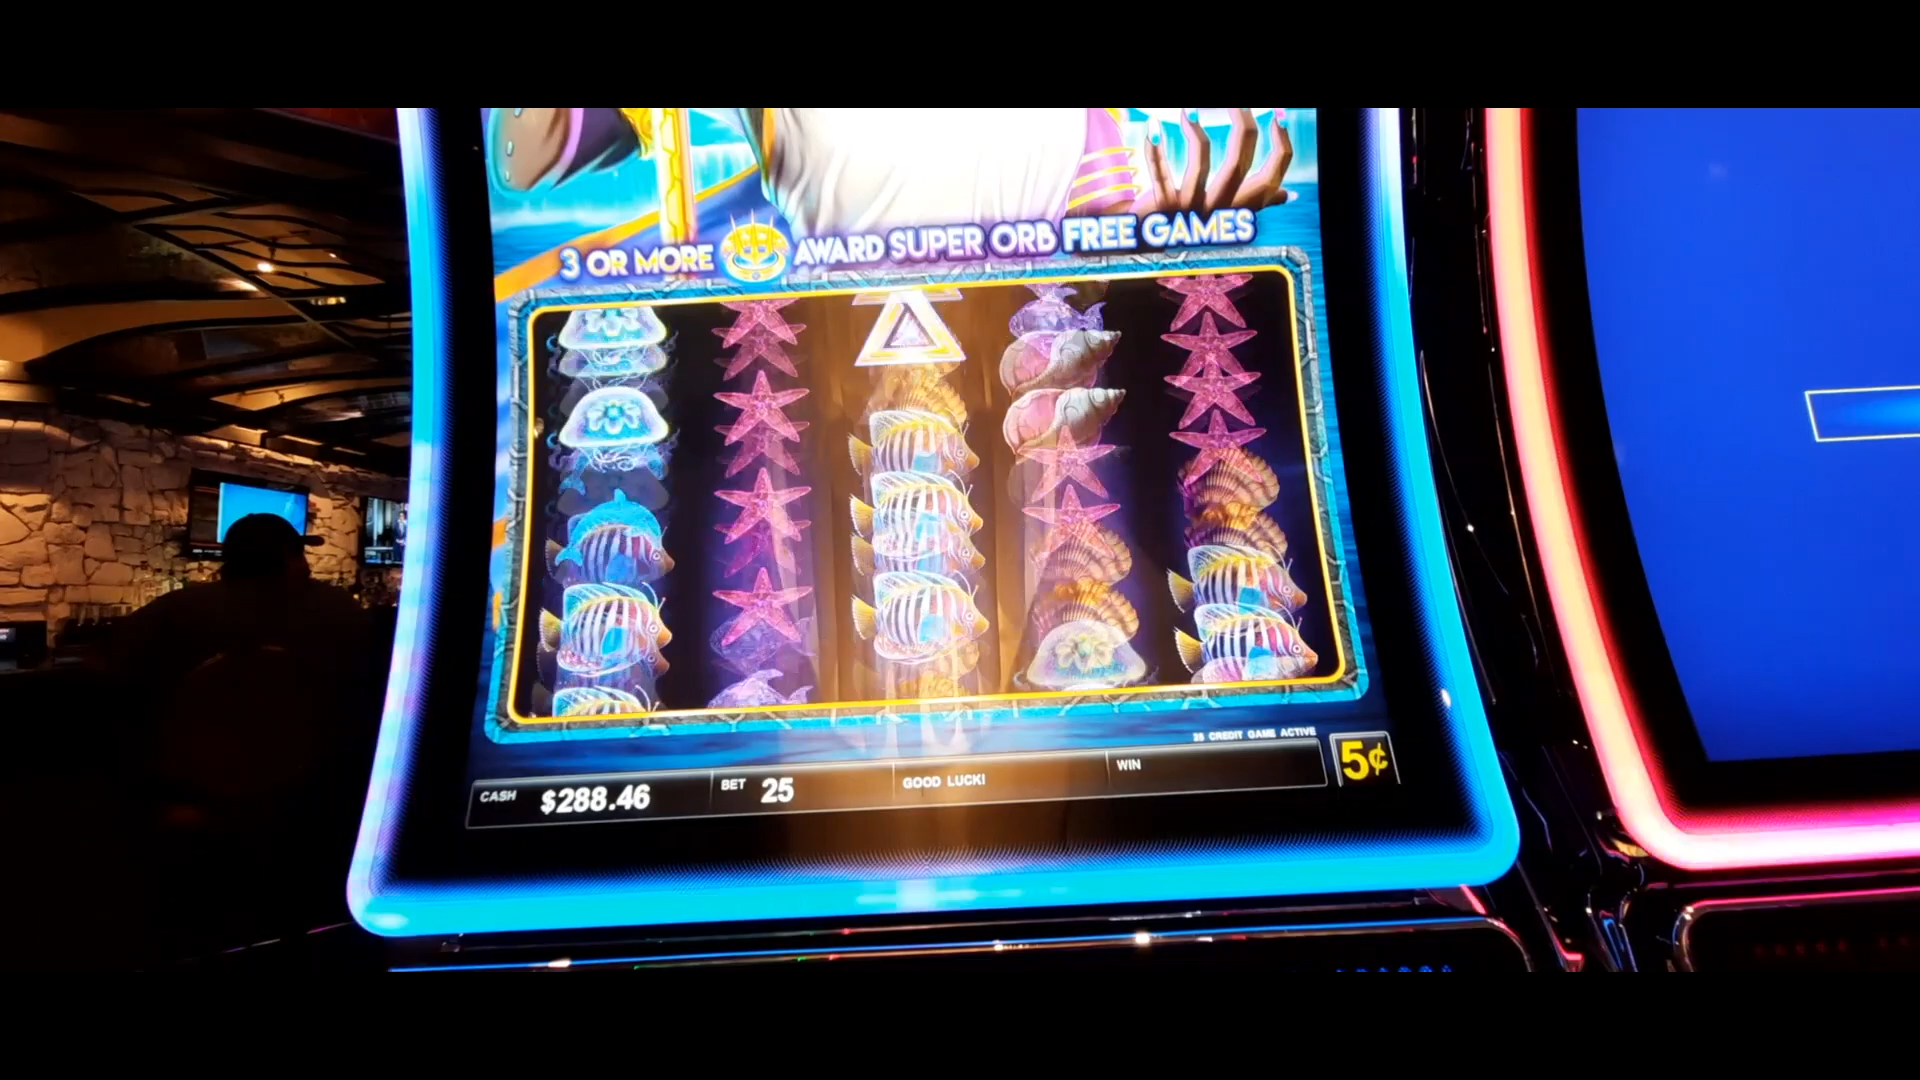 3 OR MORE AWARD SUPER ORB FREE GAMES
25 CREDIT GAME ACTIVE
CASH $288.46 BET 25 GOOD LUCK! WIN 5¢